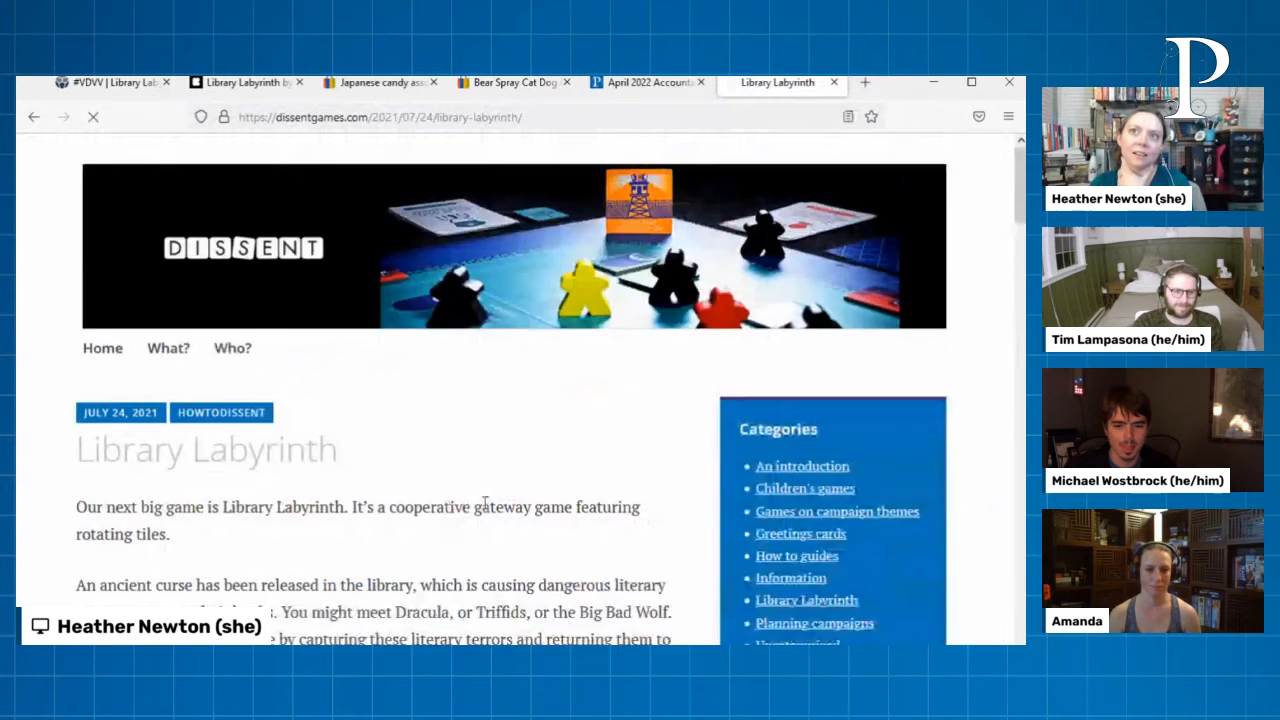 P
#VDVV | Library Lab
Library Labyrinth by
Japanese candy ass
Bear Spray Cat Dog
April 2022 Accounta
Library Labyrinth
https://dissentgames.com/2021/07/24/library-labyrinth/
DISSENT
Home What? Who?
JULY 24, 2021 HOWTODISSENT
Library Labyrinth
Our next big game is Library Labyrinth. It’s a cooperative gateway game featuring
rotating tiles.
An ancient curse has been released in the library, which is causing dangerous literary
You might meet Dracula, or Triffids, or the Big Bad Wolf.
by capturing these literary terrors and returning them to
Categories
An introduction
Children's games
Games on campaign themes
Greetings cards
How to guides
Information
Library Labyrinth
Planning campaigns
Heather Newton (she)
Heather Newton (she)
Tim Lampasona (he/him)
Michael Wostbrock (he/him)
Amanda